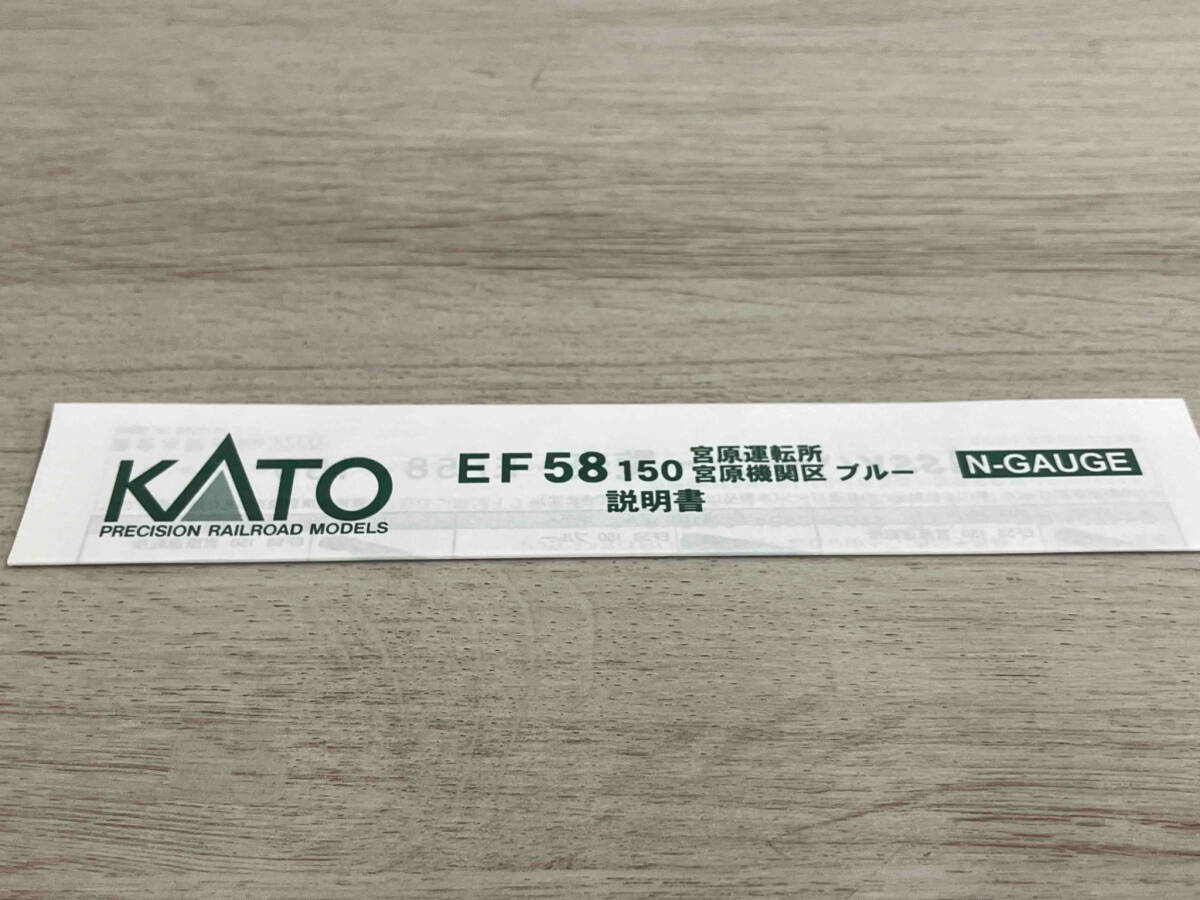 KATO
PRECISION RAILROAD MODELS
EF58 150 宮原運転所
宮原機関区 ブルー
説明書
N-GAUGE